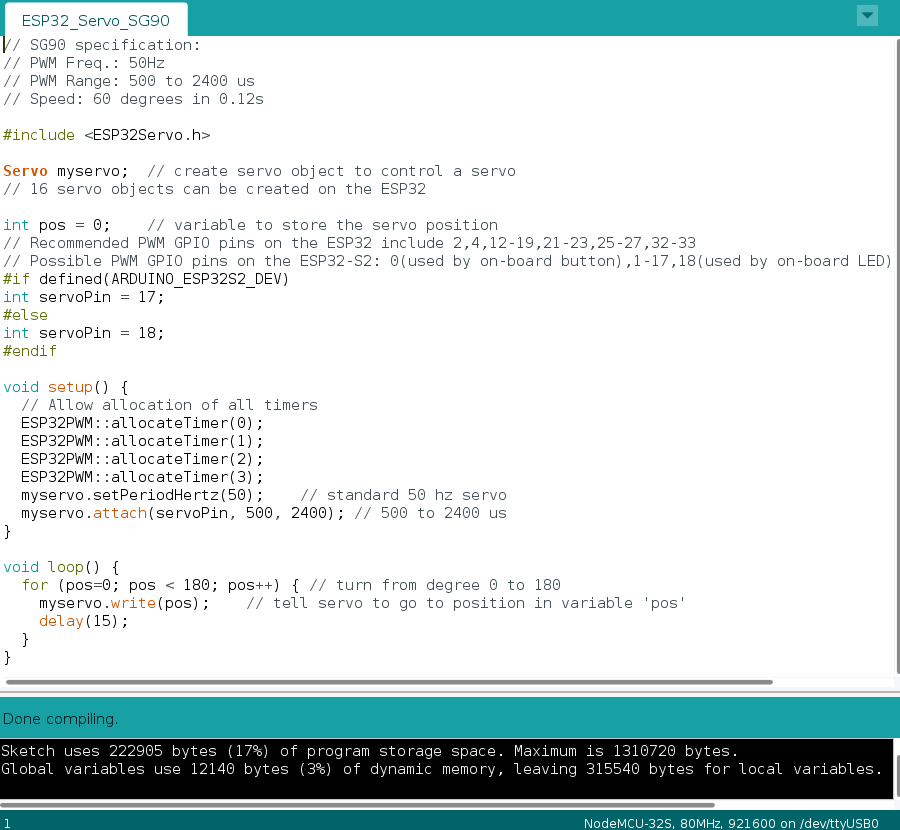 ESP32_Servo_SG90
// SG90 specification:
// PWM Freq.: 50Hz
// PWM Range: 500 to 2400 us
// Speed: 60 degrees in 0.12s
#include <ESP32Servo.h>
Servo myservo;  // create servo object to control a servo
// 16 servo objects can be created on the ESP32
int pos = 0;    // variable to store the servo position
// Recommended PWM GPIO pins on the ESP32 include 2,4,12-19,21-23,25-27,32-33
// Possible PWM GPIO pins on the ESP32-S2: 0(used by on-board button),1-17,18(used by on-board LED)
#if defined(ARDUINO_ESP32S2_DEV)
int servoPin = 17;
#else
int servoPin = 18;
#endif
void setup() {
  // Allow allocation of all timers
  ESP32PWM::allocateTimer(0);
  ESP32PWM::allocateTimer(1);
  ESP32PWM::allocateTimer(2);
  ESP32PWM::allocateTimer(3);
  myservo.setPeriodHertz(50);    // standard 50 hz servo
  myservo.attach(servoPin, 500, 2400); // 500 to 2400 us
}
void loop() {
  for (pos=0; pos < 180; pos++) { // turn from degree 0 to 180
    myservo.write(pos);    // tell servo to go to position in variable 'pos'
    delay(15);
  }
}
Done compiling.
Sketch uses 222905 bytes (17%) of program storage space. Maximum is 1310720 bytes.
Global variables use 12140 bytes (3%) of dynamic memory, leaving 315540 bytes for local variables.
1 NodeMCU-32S, 80MHz, 921600 on /dev/ttyUSB0